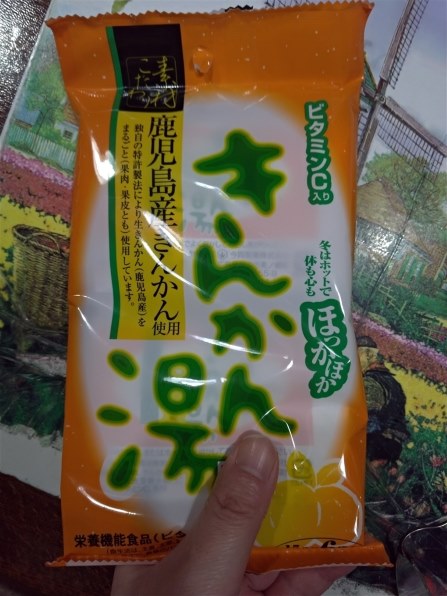 素材
こだわり
鹿児島産きんかん使用
独自の特許製法により生きんかん(鹿児島産)を
まるごと(果肉・果皮とも)使用しています。
ビタミンC入り
きんかん
湯
冬はホットで
体も心も
ほっかほか
栄養機能食品(ビタ